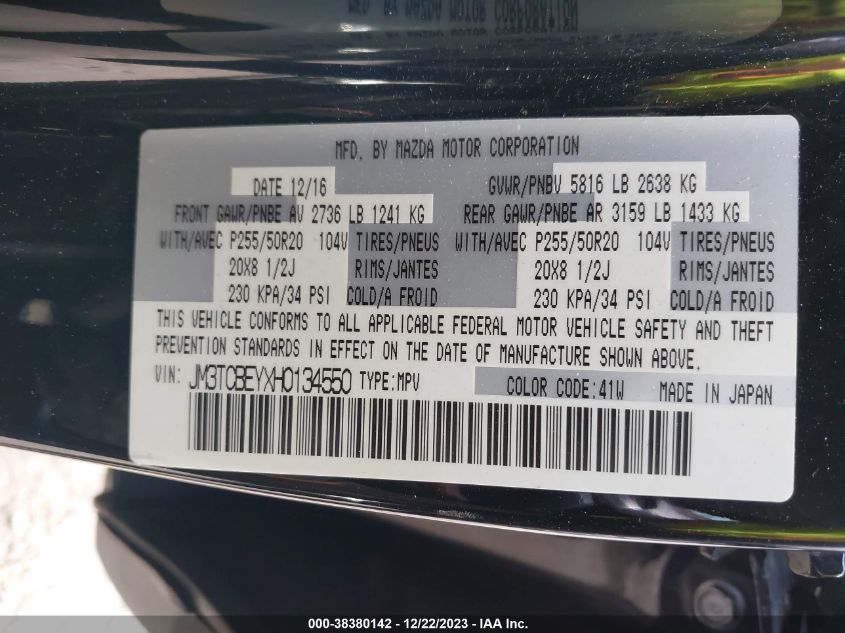 MFD. BY MAZDA MOTOR CORPORATION
MFD. BY MAZDA MOTOR CORPORATION
DATE 12/16 GVWR/PNBV 5816 LB 2638 KG
FRONT GAWR/PNBE AV 2736 LB 1241 KG REAR GAWR/PNBE AR 3159 LB 1433 KG
WITH/AVEC P255/50R20 104V TIRES/PNEUS WITH/AVEC P255/50R20 104V TIRES/PNEUS
20X8 1/2J RIMS/JANTES 20X8 1/2J RIMS/JANTES
230 KPA/34 PSI COLD/A FROID 230 KPA/34 PSI COLD/A FROID
THIS VEHICLE CONFORMS TO ALL APPLICABLE FEDERAL MOTOR VEHICLE SAFETY AND THEFT
PREVENTION STANDARDS IN EFFECT ON THE DATE OF MANUFACTURE SHOWN ABOVE.
VIN: JM3TCBEYXH0134550 TYPE:MPV COLOR CODE:41W MADE IN JAPAN
000-38380142 - 12/22/2023 - IAA Inc.